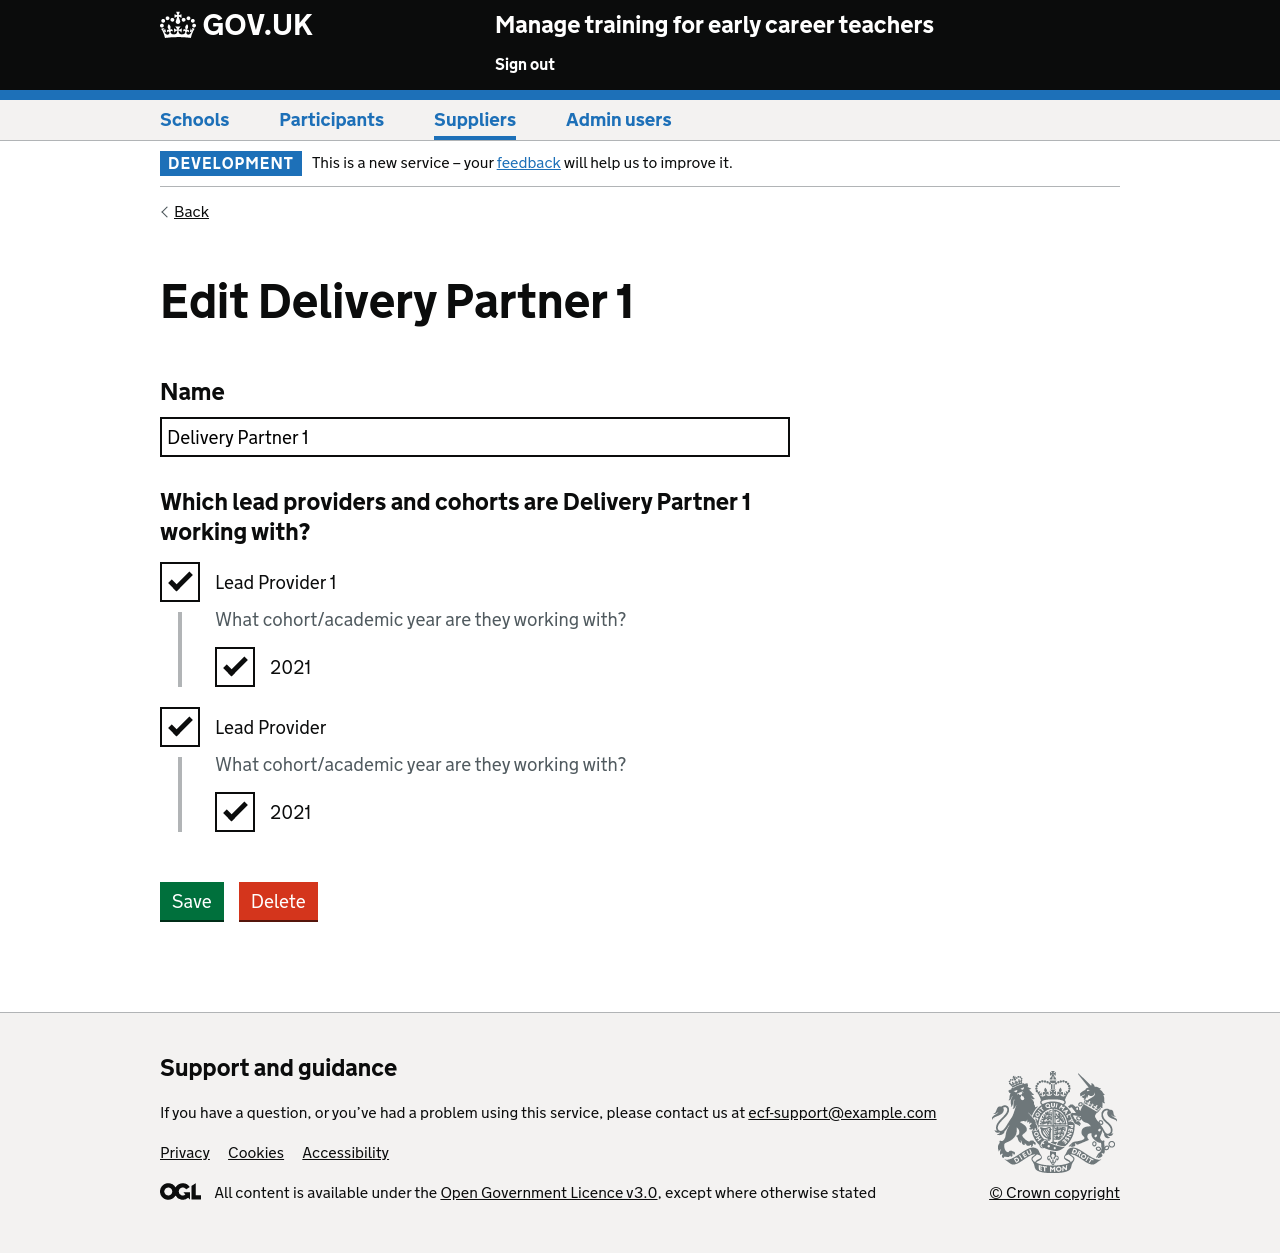 GOV.UK
Manage training for early career teachers
Sign out
Schools
Participants
Suppliers
Admin users
DEVELOPMENT
This is a new service – your feedback will help us to improve it.
Back
Edit Delivery Partner 1
Name
Delivery Partner 1
Which lead providers and cohorts are Delivery Partner 1
working with?
Lead Provider 1
What cohort/academic year are they working with?
2021
Lead Provider
What cohort/academic year are they working with?
2021
Save
Delete
Support and guidance
If you have a question, or you’ve had a problem using this service, please contact us at ecf-support@example.com
Privacy
Cookies
Accessibility
OGL
All content is available under the Open Government Licence v3.0, except where otherwise stated
DIEU ET MON DROIT
© Crown copyright